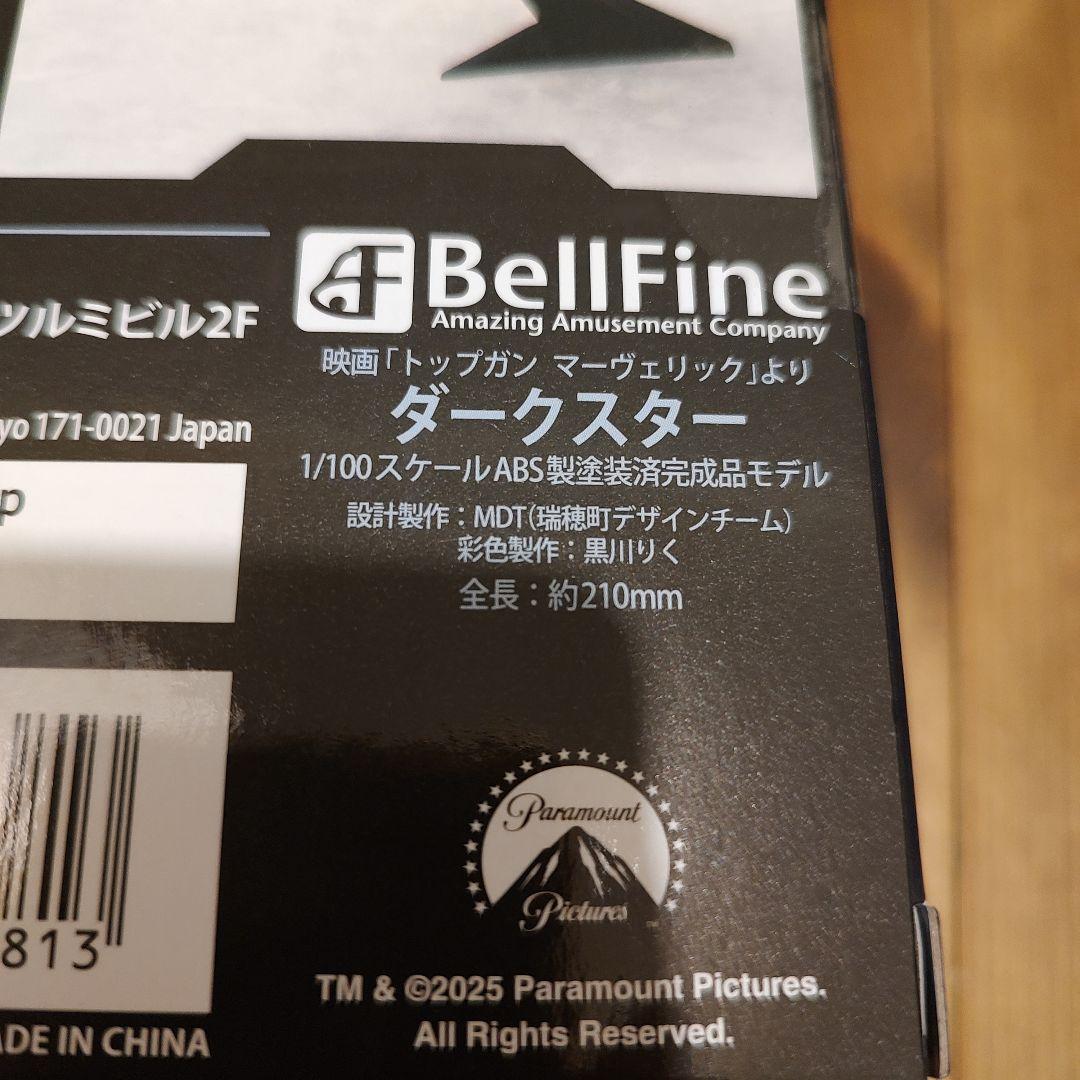 BellFine
Amazing Amusement Company
映画「トップガン マーヴェリック」より
ダークスター
1/100スケールABS製塗装済完成品モデル
設計製作：MDT(瑞穂町デザインチーム)
彩色製作：黒川りく
全長：約210mm
ツルミビル2F
yo 171-0021 Japan
p
813
ADE IN CHINA
Paramount
Pictures
TM & ©2025 Paramount Pictures.
All Rights Reserved.